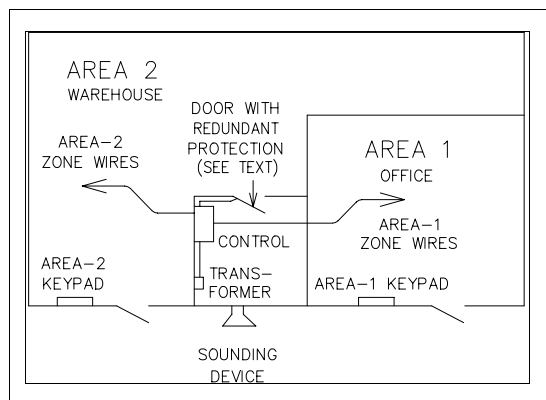 AREA 2
WAREHOUSE
DOOR WITH
REDUNDANT
PROTECTION
(SEE TEXT)
AREA-2
ZONE WIRES
AREA 1
OFFICE
AREA-1
ZONE WIRES
CONTROL
AREA-2
KEYPAD
TRANS-
FORMER
AREA-1 KEYPAD
SOUNDING
DEVICE